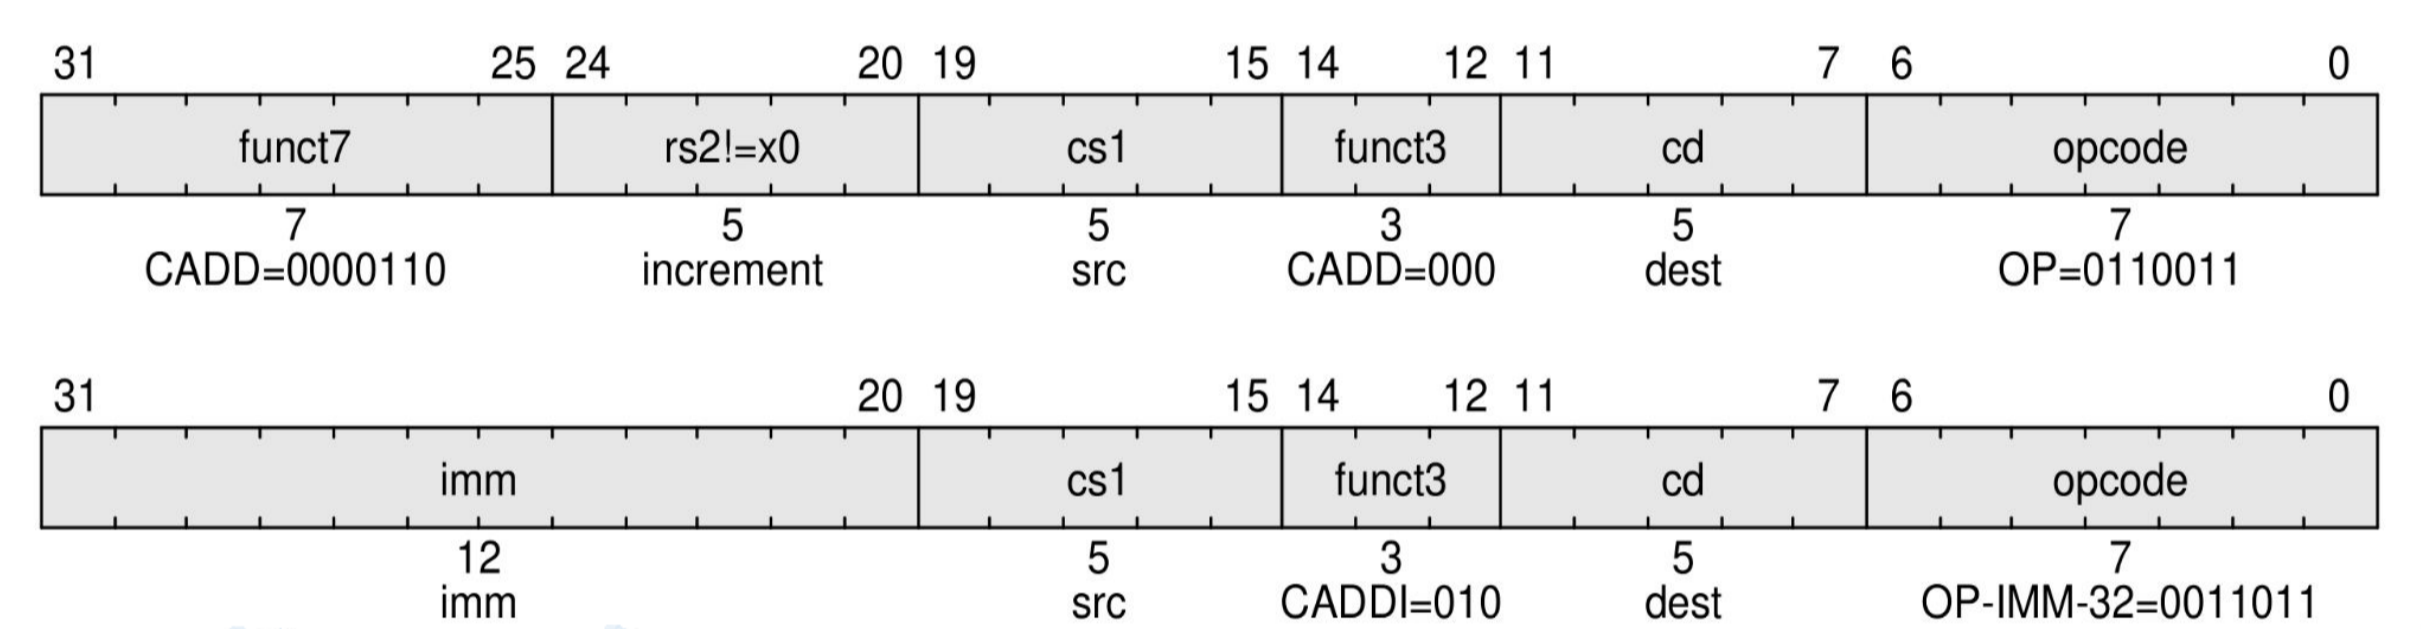 31 25 24 20 19 15 14 12 11 7 6 0
funct7 rs2!=x0 cs1 funct3 cd opcode
7 5 5 3 5 7
CADD=0000110 increment src CADD=000 dest OP=0110011
31 20 19 15 14 12 11 7 6 0
imm cs1 funct3 cd opcode
12 5 3 5 7
imm src CADDI=010 dest OP-IMM-32=0011011